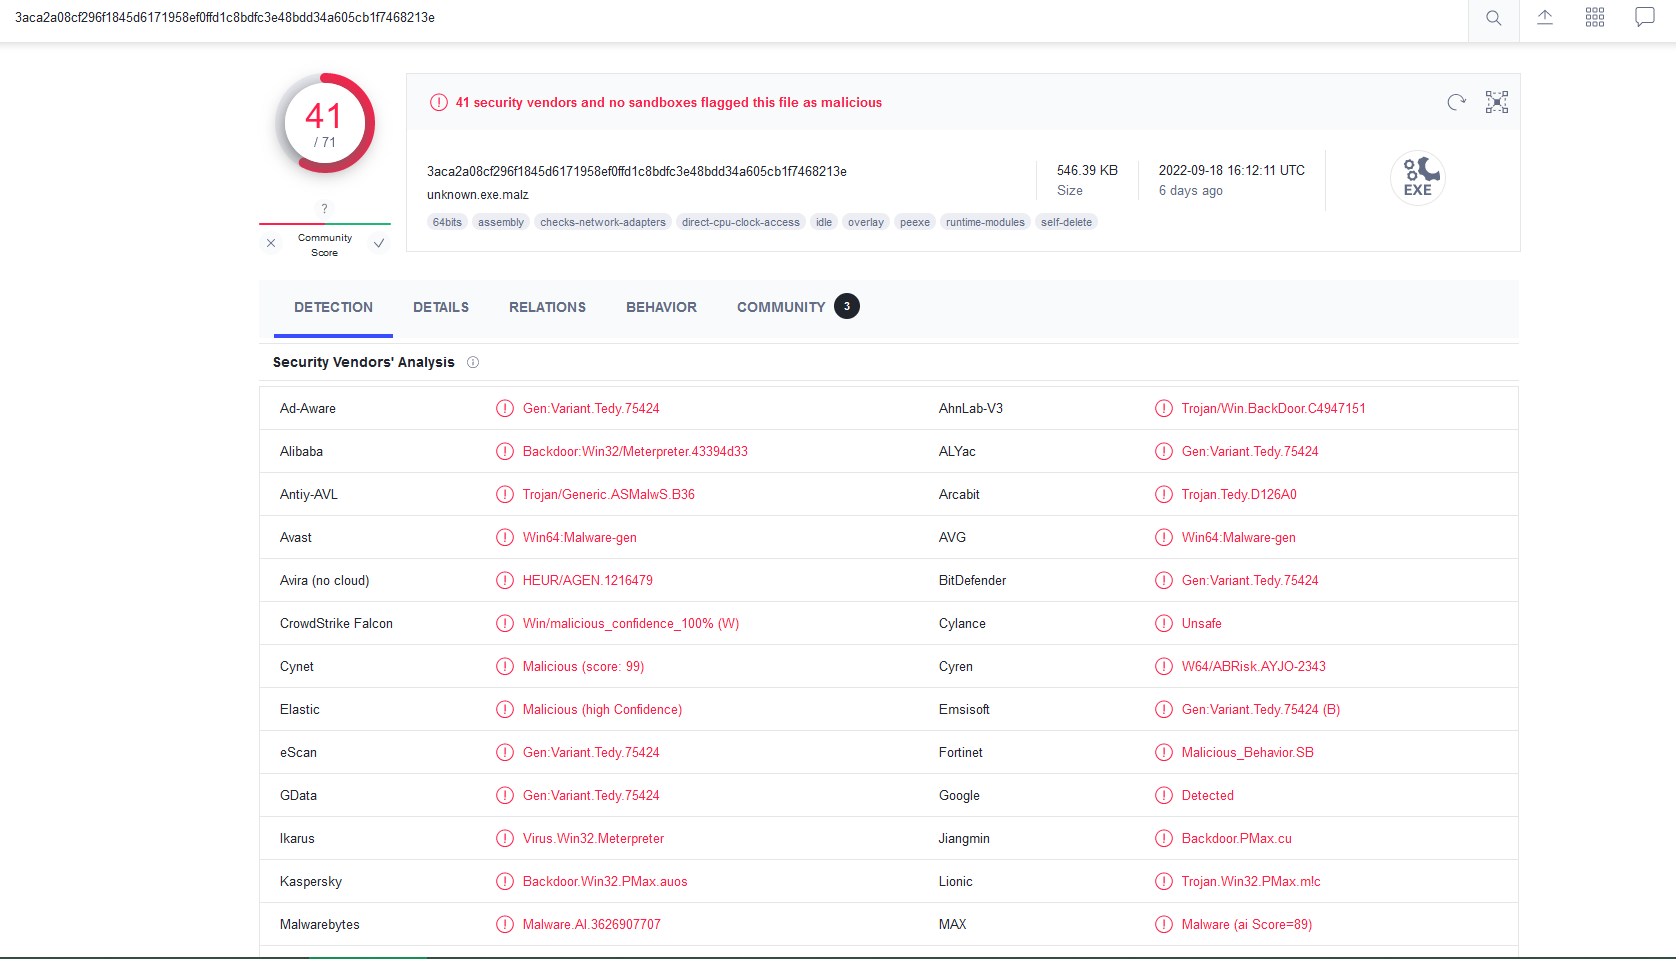 3aca2a08cf296f1845d6171958ef0ffd1c8bdfc3e48bdd34a605cb1f7468213e
41
/ 71
?
Community
Score
41 security vendors and no sandboxes flagged this file as malicious
3aca2a08cf296f1845d6171958ef0ffd1c8bdfc3e48bdd34a605cb1f7468213e
unknown.exe.malz
64bits assembly checks-network-adapters direct-cpu-clock-access idle overlay peexe runtime-modules self-delete
546.39 KB
Size
2022-09-18 16:12:11 UTC
6 days ago
EXE
DETECTION DETAILS RELATIONS BEHAVIOR COMMUNITY 3
Security Vendors' Analysis
Ad-Aware Gen:Variant.Tedy.75424 AhnLab-V3 Trojan/Win.BackDoor.C4947151
Alibaba Backdoor:Win32/Meterpreter.43394d33 ALYac Gen:Variant.Tedy.75424
Antiy-AVL Trojan/Generic.ASMalwS.B36 Arcabit Trojan.Tedy.D126A0
Avast Win64:Malware-gen AVG Win64:Malware-gen
Avira (no cloud) HEUR/AGEN.1216479 BitDefender Gen:Variant.Tedy.75424
CrowdStrike Falcon Win/malicious_confidence_100% (W) Cylance Unsafe
Cynet Malicious (score: 99) Cyren W64/ABRisk.AYJO-2343
Elastic Malicious (high Confidence) Emsisoft Gen:Variant.Tedy.75424 (B)
eScan Gen:Variant.Tedy.75424 Fortinet Malicious_Behavior.SB
GData Gen:Variant.Tedy.75424 Google Detected
Ikarus Virus.Win32.Meterpreter Jiangmin Backdoor.PMax.cu
Kaspersky Backdoor.Win32.PMax.auos Lionic Trojan.Win32.PMax.m!c
Malwarebytes Malware.AI.3626907707 MAX Malware (ai Score=89)